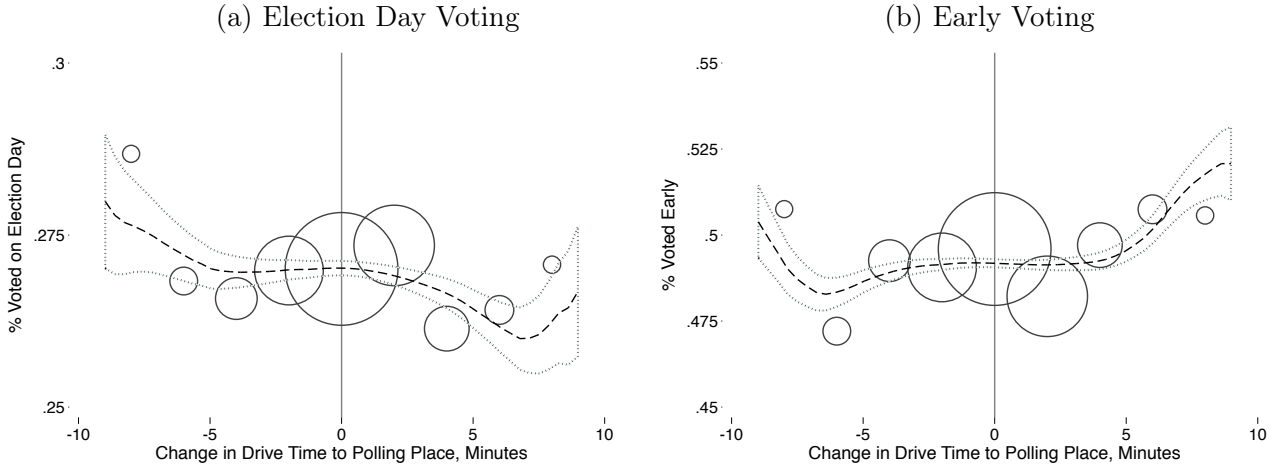 (a) Election Day Voting
.3
.275
.25
% Voted on Election Day
-10 -5 0 5 10
Change in Drive Time to Polling Place, Minutes
(b) Early Voting
.55
.525
.5
.475
.45
% Voted Early
-10 -5 0 5 10
Change in Drive Time to Polling Place, Minutes